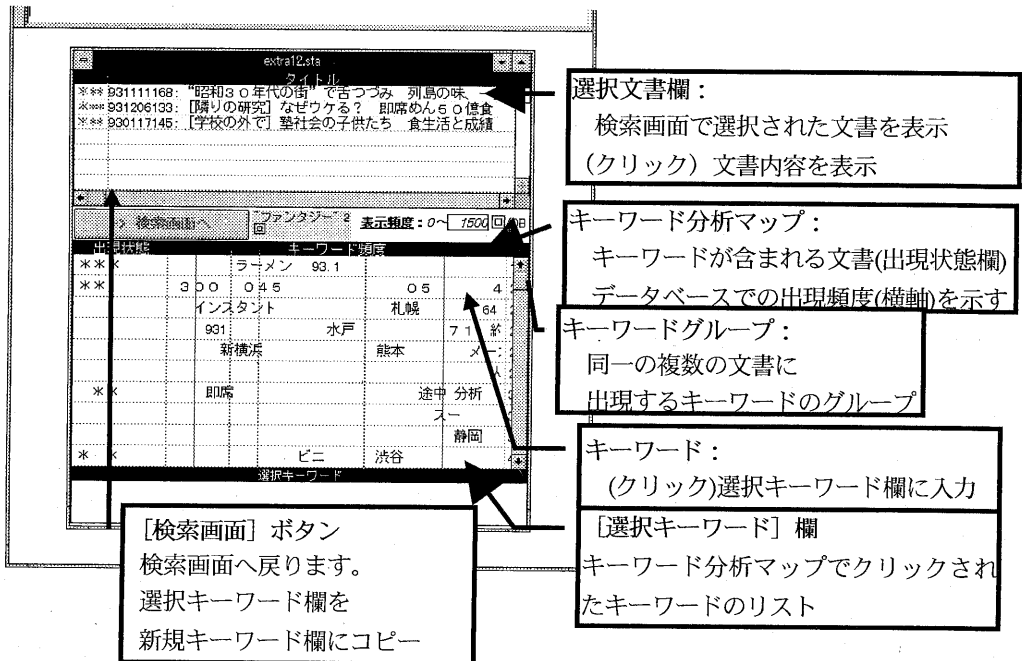 extra12.sta
タイトル
*** 931111168: “昭和30年代の街”で舌つづみ 列島の味、
*** 931206133: [隣りの研究] なぜウケる? 即席めん50億食
*** 930117145: [学校の外で] 塾社会の子供たち 食生活と成績
> 検索画面へ
"ファンタジー" 2回
表示頻度:0~ 1500 回/DB
出現状態 キーワード頻度
*** ラーメン 93.1
** 300 045 05 4
インスタント 札幌 64
931 水戸 71
新横浜 熊本 メー
人
** 即席 途中 分析
スー
静岡
* * ビニ 渋谷
選択キーワード
選択文書欄:
検索画面で選択された文書を表示
(クリック)文書内容を表示
キーワード分析マップ:
キーワードが含まれる文書(出現状態欄)
データベースでの出現頻度(横軸)を示す
キーワードグループ:
同一の複数の文書に
出現するキーワードのグループ
キーワード:
(クリック)選択キーワード欄に入力
[選択キーワード]欄
キーワード分析マップでクリックされ
たキーワードのリスト
[検索画面]ボタン
検索画面へ戻ります。
選択キーワード欄を
新規キーワード欄にコピー